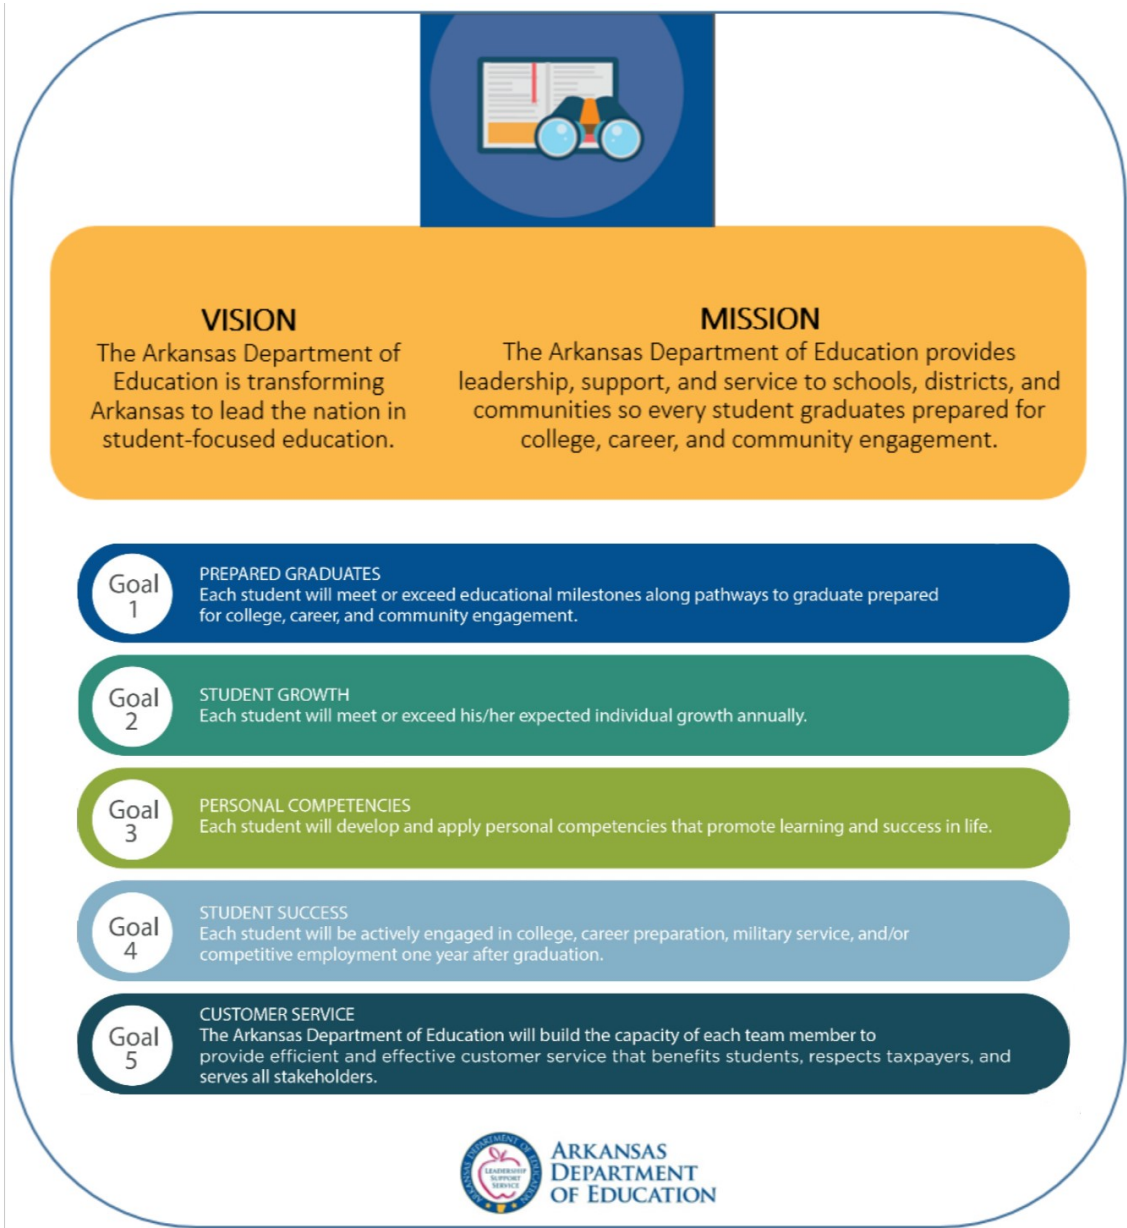 VISION
The Arkansas Department of
Education is transforming
Arkansas to lead the nation in
student-focused education.
MISSION
The Arkansas Department of Education provides
leadership, support, and service to schools, districts, and
communities so every student graduates prepared for
college, career, and community engagement.
Goal
1
PREPARED GRADUATES
Each student will meet or exceed educational milestones along pathways to graduate prepared
for college, career, and community engagement.
Goal
2
STUDENT GROWTH
Each student will meet or exceed his/her expected individual growth annually.
Goal
3
PERSONAL COMPETENCIES
Each student will develop and apply personal competencies that promote learning and success in life.
Goal
4
STUDENT SUCCESS
Each student will be actively engaged in college, career preparation, military service, and/or
competitive employment one year after graduation.
Goal
5
CUSTOMER SERVICE
The Arkansas Department of Education will build the capacity of each team member to
provide efficient and effective customer service that benefits students, respects taxpayers, and
serves all stakeholders.
ARKANSAS DEPARTMENT OF EDUCATION
LEADERSHIP
SUPPORT
SERVICE
ARKANSAS
DEPARTMENT
OF EDUCATION